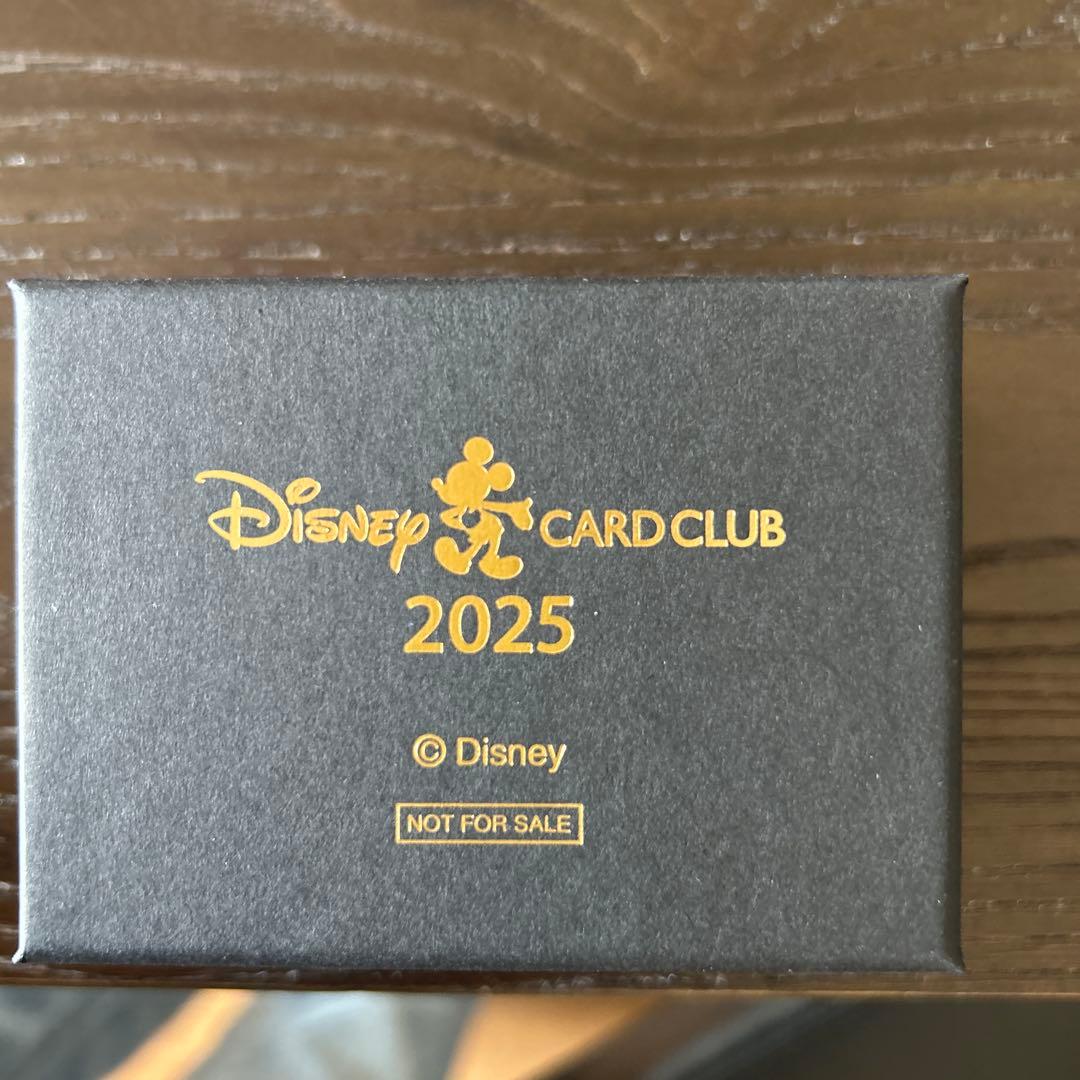 Disney CARD CLUB
2025
© Disney
NOT FOR SALE